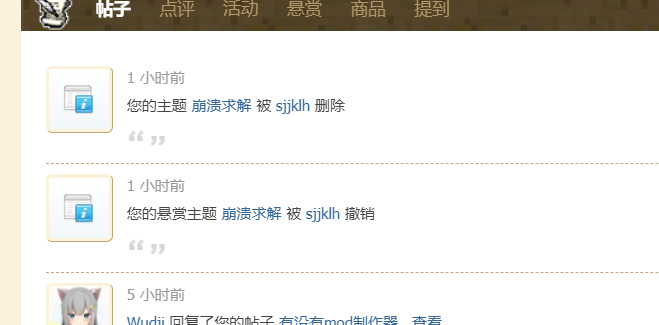 帖子 点评 活动 悬赏 商品 提到
1 小时前
您的主题 崩溃求解 被 sjjklh 删除
“ ”
1 小时前
您的悬赏主题 崩溃求解 被 sjjklh 撤销
“ ”
5 小时前
Wudji 回复了您的帖子 有没有mod制作器 查看